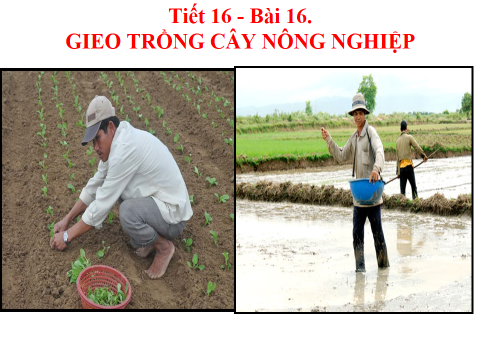 Tiết 16 - Bài 16.
GIEO TRỒNG CÂY NÔNG NGHIỆP